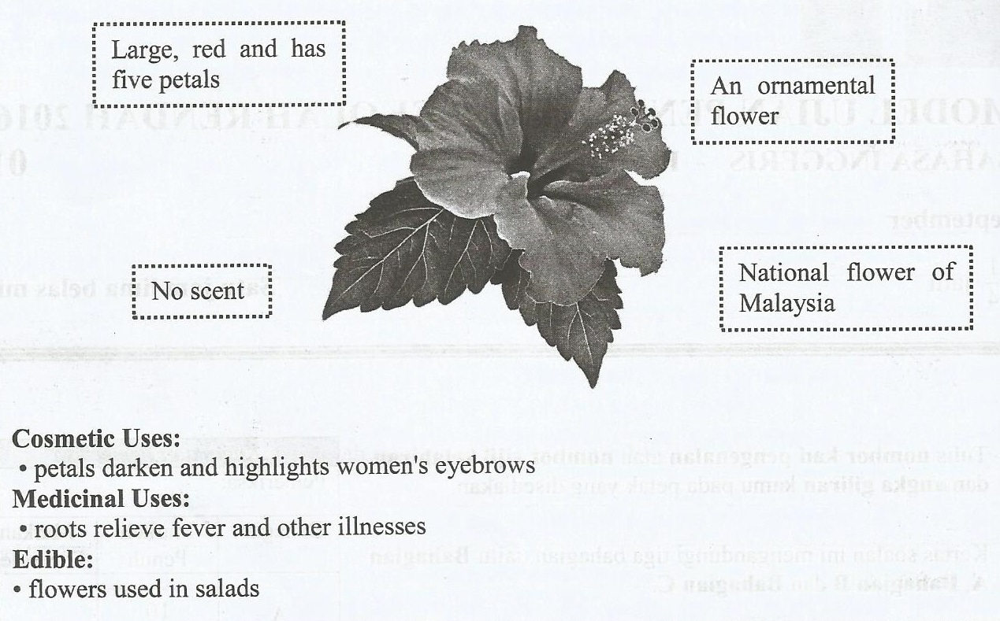 Large, red and has
five petals
An ornamental
flower
No scent
National flower of
Malaysia
Cosmetic Uses:
• petals darken and highlights women's eyebrows
Medicinal Uses:
• roots relieve fever and other illnesses
Edible:
• flowers used in salads